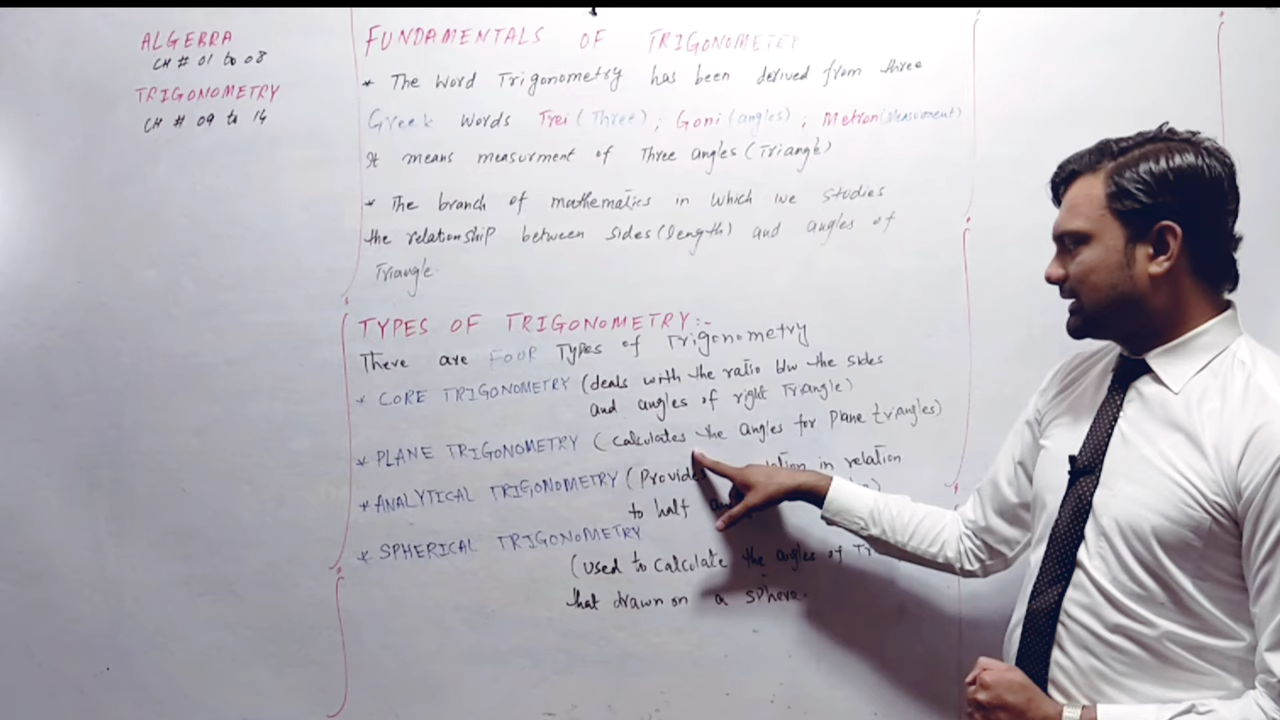 ALGEBRA
CH # 01 to 08
TRIGONOMETRY
CH # 09 to 14
FUNDAMENTALS OF TRIGONOMETRY
* The word Trigonometry has been derived from three
Greek words Trei (Three) ; Goni (angles) ; Metron (Measurment)
It means measurment of Three angles (Triangle)
* The branch of mathematics in which we studies
the relationship between sides (length) and angles of
Triangle.
TYPES OF TRIGONOMETRY:-
There are FOUR Types of Trigonometry
* CORE TRIGONOMETRY (deals with the ratio b/w the sides
and angles of right Triangle)
* PLANE TRIGONOMETRY (calculates the angles for plane triangles)
* ANALYTICAL TRIGONOMETRY (Provides in relation
to half
* SPHERICAL TRIGONOMETRY
(used to calculate the angles of
that drawn on a sphere.